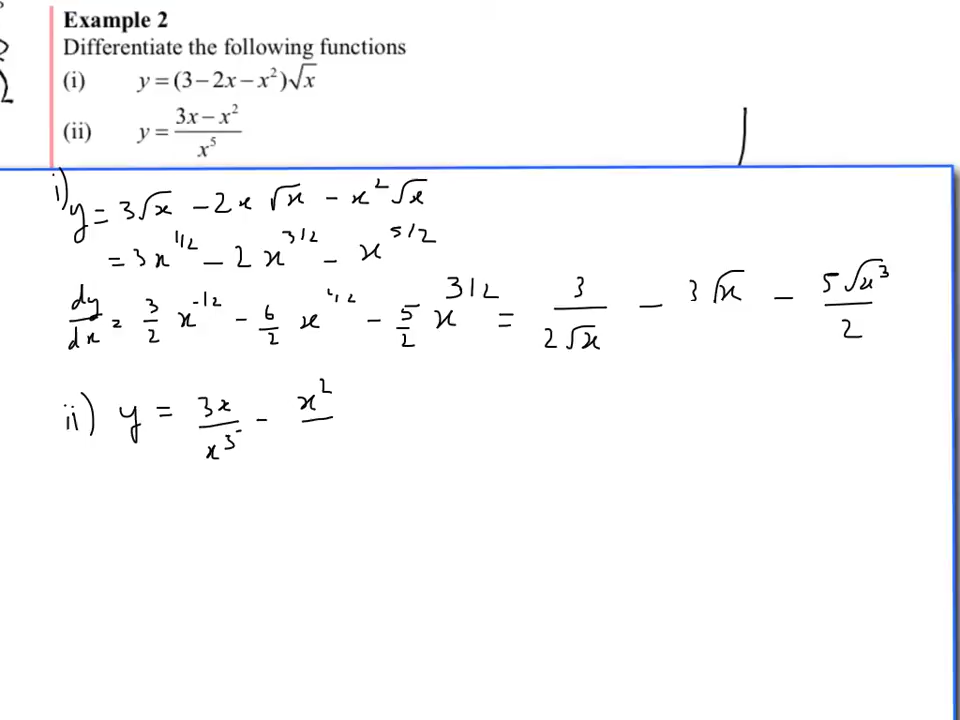 Example 2
Differentiate the following functions
(i) y = (3 − 2x − x²)√x
(ii) y = (3x − x²)/x⁵
i) y = 3√x − 2x √x − x² √x
= 3x^1/2 − 2x^3/2 − x^5/2
dy/dx = 3/2 x^-1/2 − 6/2 x^1/2 − 5/2 x^3/2 = 3/(2√x) − 3√x − 5√x³/2
ii) y = 3x/x⁵ − x²